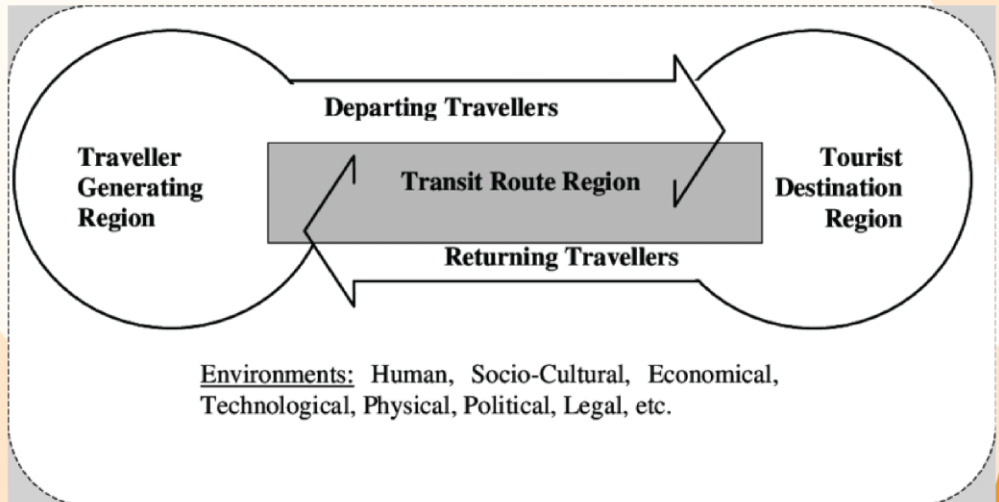 Departing Travellers
Traveller
Generating
Region
Transit Route Region
Tourist
Destination
Region
Returning Travellers
Environments: Human, Socio-Cultural, Economical,
Technological, Physical, Political, Legal, etc.